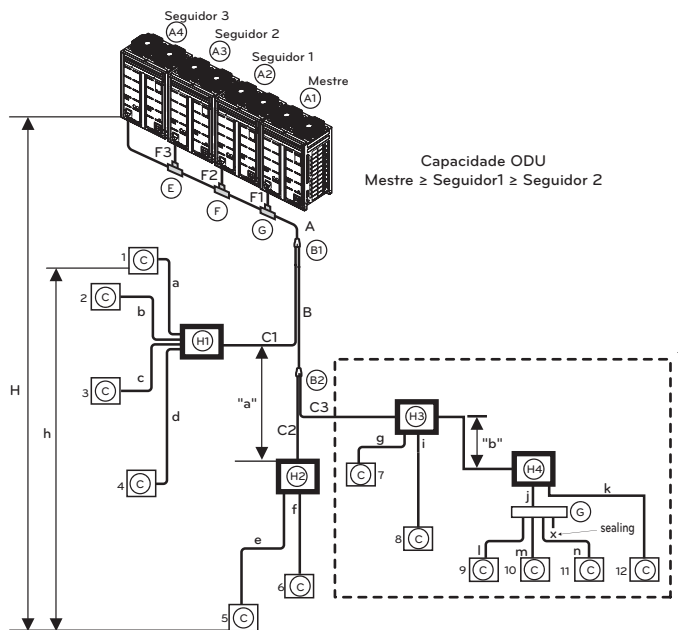 Seguidor 3
A4
Seguidor 2
A3
Seguidor 1
A2
Mestre
A1
F3
F2
F1
E
F
G
A
Capacidade ODU
Mestre ≥ Seguidor1 ≥ Seguidor 2
B1
1
C
a
2
C
b
H1
C1
B
3
C
c
d
4
C
H
h
"a"
B2
C3
C2
H3
"b"
g
i
C
7
H4
k
H2
j
G
f
x
sealing
e
8
C
l
m
n
9
C
10
C
11
C
12
C
6
C
5
C